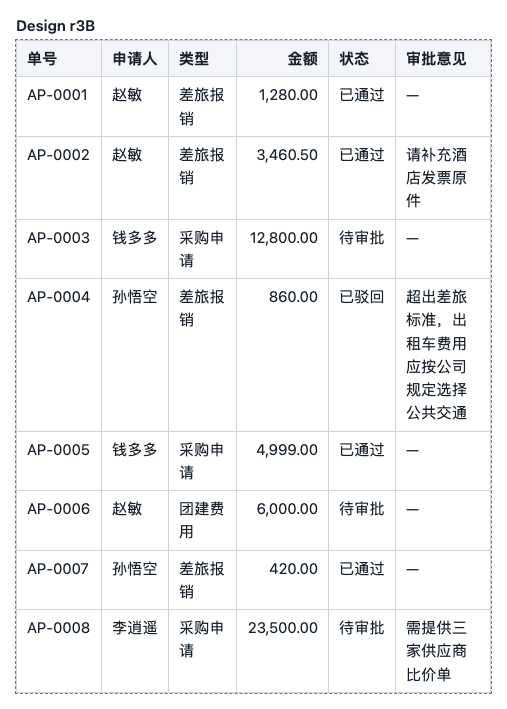 Design r3B
单号 申请人 类型 金额 状态 审批意见
AP-0001 赵敏 差旅报销 1,280.00 已通过 —
AP-0002 赵敏 差旅报销 3,460.50 已通过 请补充酒店发票原件
AP-0003 钱多多 采购申请 12,800.00 待审批 —
AP-0004 孙悟空 差旅报销 860.00 已驳回 超出差旅标准，出租车费用应按公司规定选择公共交通
AP-0005 钱多多 采购申请 4,999.00 已通过 —
AP-0006 赵敏 团建费用 6,000.00 待审批 —
AP-0007 孙悟空 差旅报销 420.00 已通过 —
AP-0008 李逍遥 采购申请 23,500.00 待审批 需提供三家供应商比价单